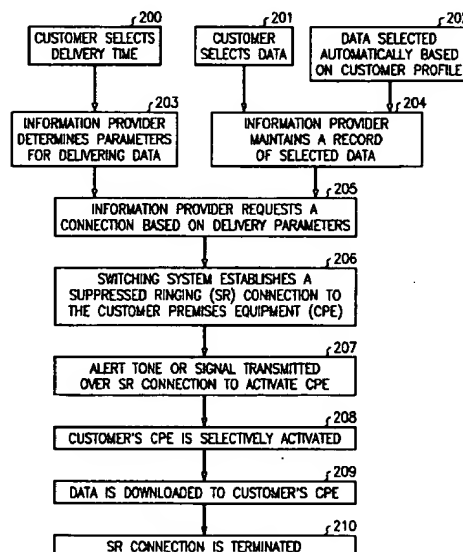 200
CUSTOMER SELECTS
DELIVERY TIME
201
CUSTOMER
SELECTS DATA
202
DATA SELECTED
AUTOMATICALLY BASED
ON CUSTOMER PROFILE
203
INFORMATION PROVIDER
DETERMINES PARAMETERS
FOR DELIVERING DATA
204
INFORMATION PROVIDER
MAINTAINS A RECORD
OF SELECTED DATA
205
INFORMATION PROVIDER REQUESTS A
CONNECTION BASED ON DELIVERY PARAMETERS
206
SWITCHING SYSTEM ESTABLISHES A
SUPPRESSED RINGING (SR) CONNECTION TO
THE CUSTOMER PREMISES EQUIPMENT (CPE)
207
ALERT TONE OR SIGNAL TRANSMITTED
OVER SR CONNECTION TO ACTIVATE CPE
208
CUSTOMER'S CPE IS SELECTIVELY ACTIVATED
209
DATA IS DOWNLOADED TO CUSTOMER'S CPE
210
SR CONNECTION IS TERMINATED